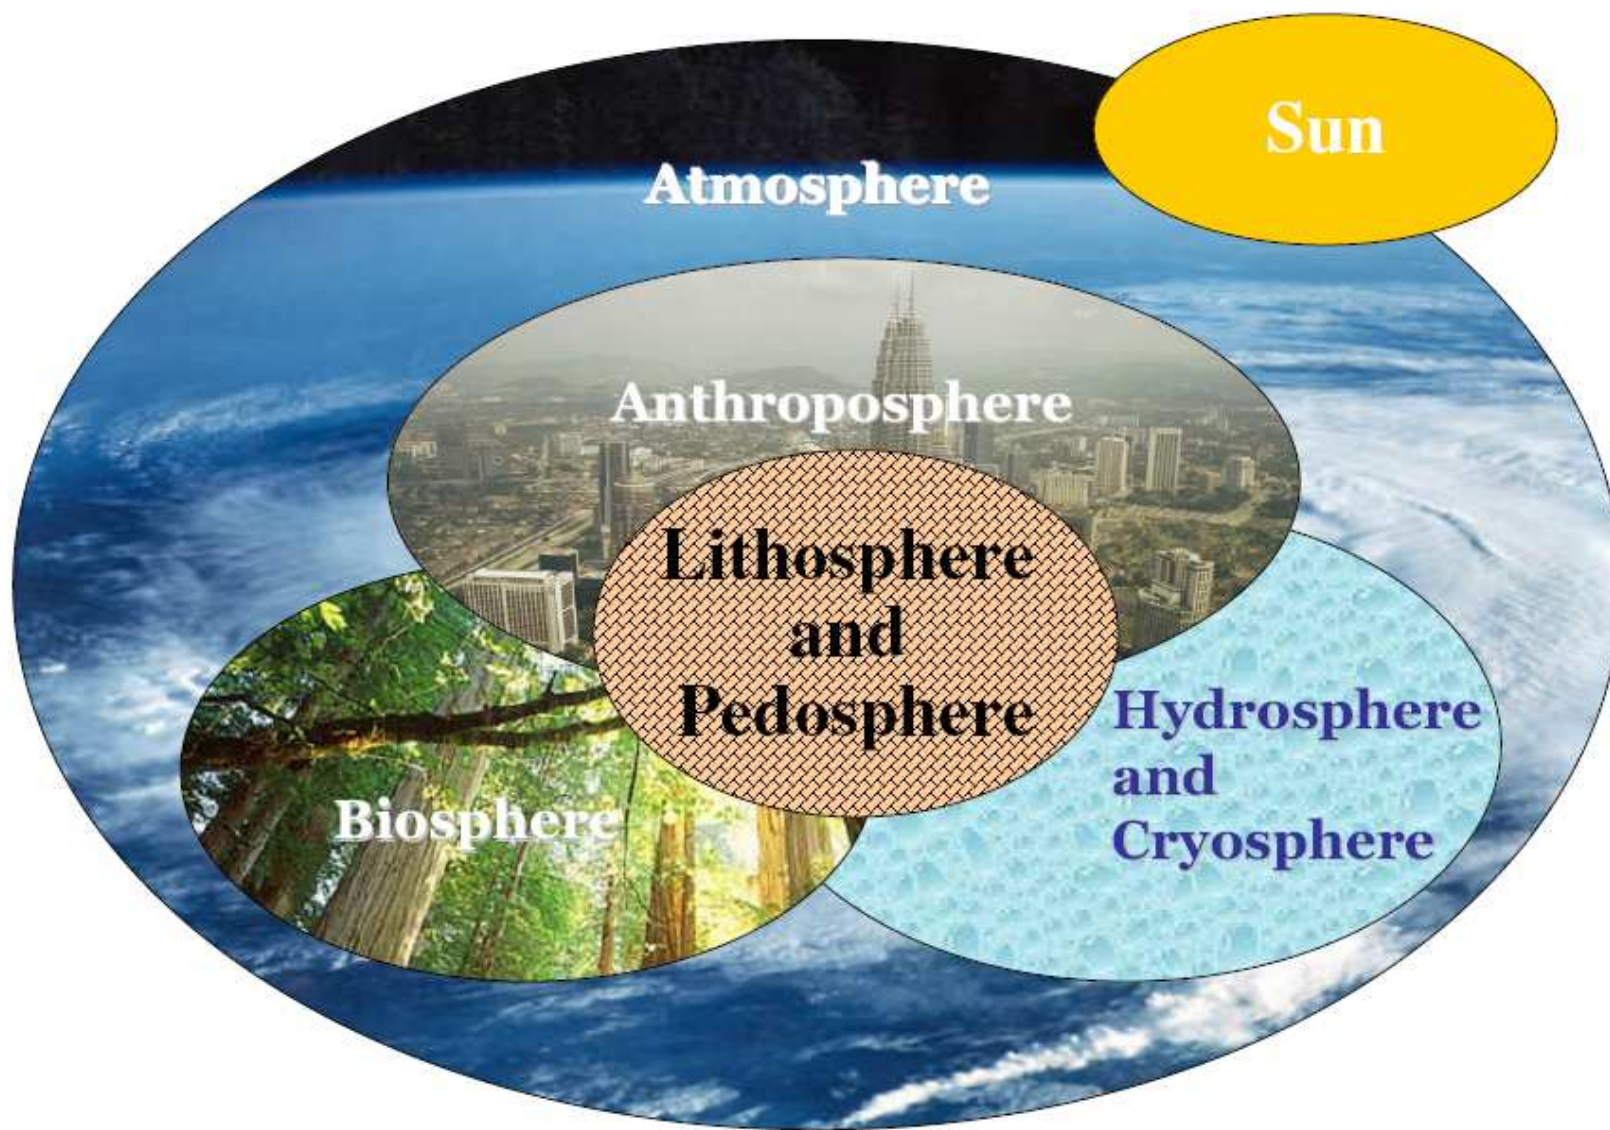 Sun
Atmosphere
Anthroposphere
Lithosphere
and
Pedosphere
Hydrosphere
and
Cryosphere
Biosphere